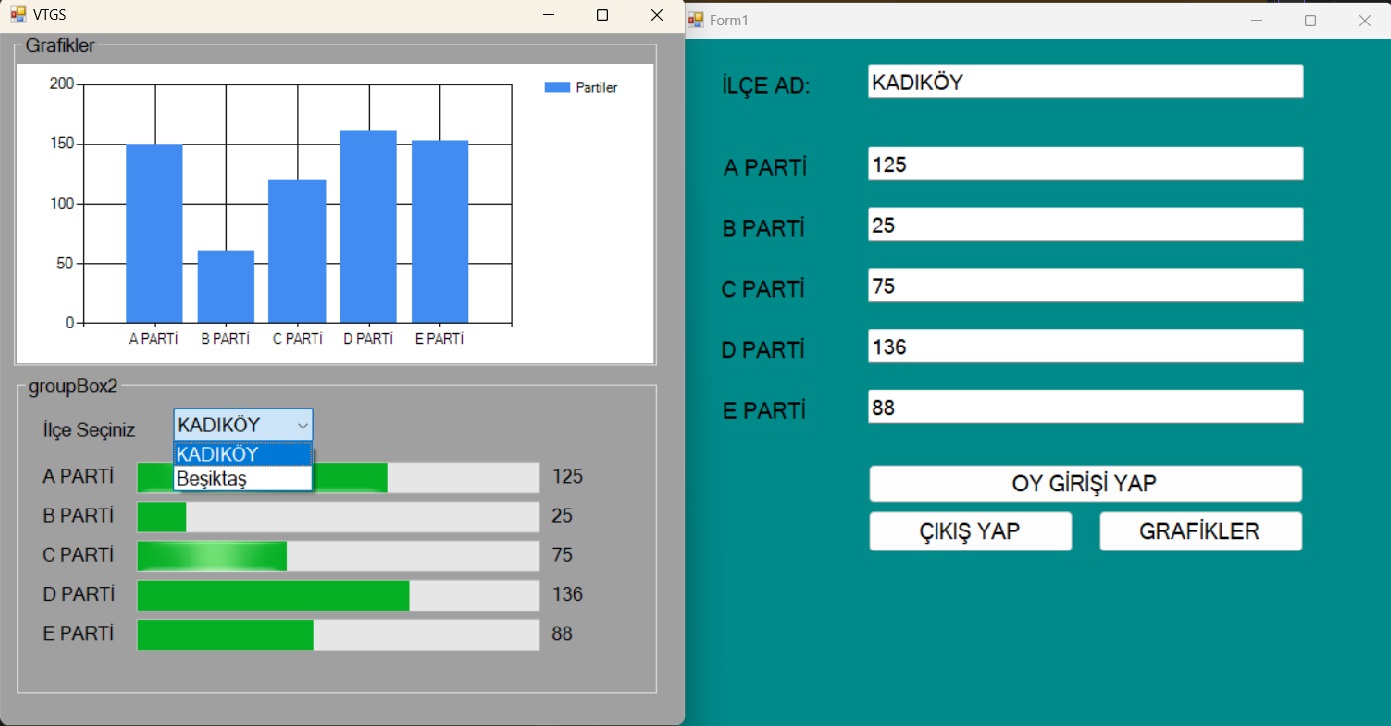 VTGS
Grafikler
200
150
100
50
0
A PARTİ B PARTİ C PARTİ D PARTİ E PARTİ
Partiler
groupBox2
İlçe Seçiniz KADIKÖY
KADIKÖY
Beşiktaş
A PARTİ 125
B PARTİ 25
C PARTİ 75
D PARTİ 136
E PARTİ 88
Form1
İLÇE AD: KADIKÖY
A PARTİ 125
B PARTİ 25
C PARTİ 75
D PARTİ 136
E PARTİ 88
OY GİRİŞİ YAP
ÇIKIŞ YAP GRAFİKLER